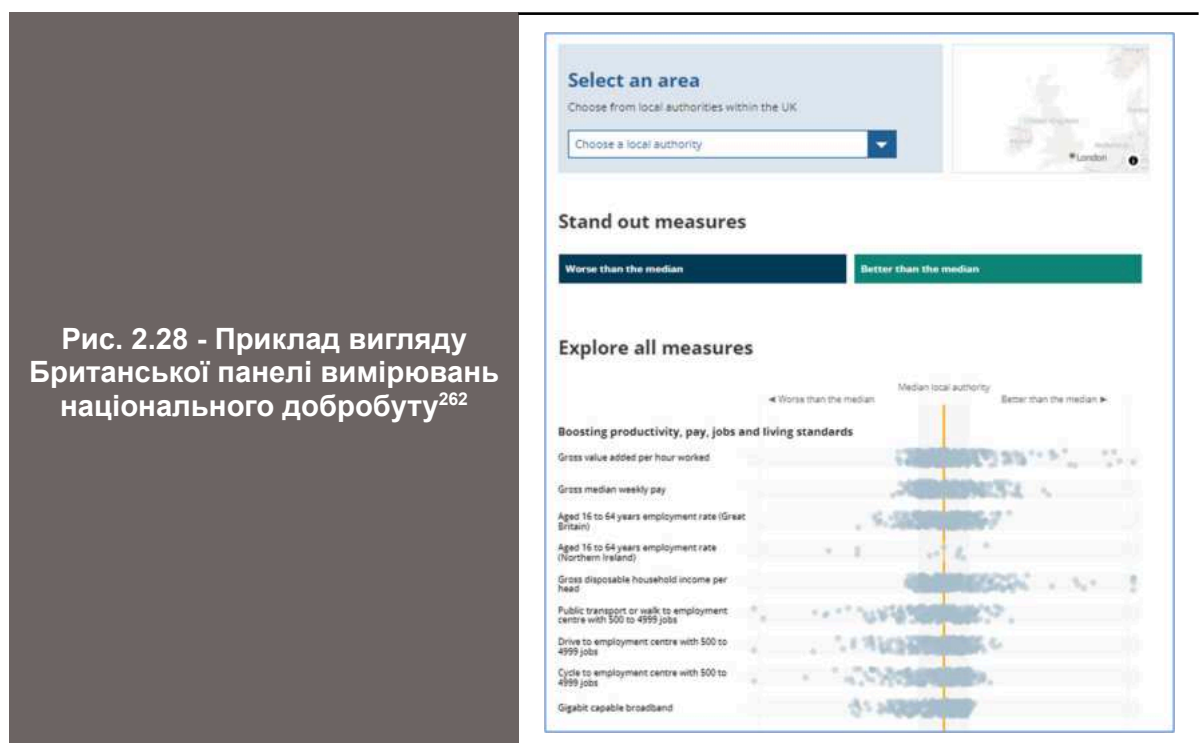 Рис. 2.28 - Приклад вигляду
Британської панелі вимірювань
національного добробуту262
Select an area
Choose from local authorities within the UK
Choose a local authority
London
Stand out measures
Worse than the median
Better than the median
Explore all measures
Median local authority
◄ Worse than the median
Better than the median ►
Boosting productivity, pay, jobs and living standards
Gross value added per hour worked
Gross median weekly pay
Aged 16 to 64 years employment rate (Great
Britain)
Aged 16 to 64 years employment rate
(Northern Ireland)
Gross disposable household income per
head
Public transport or walk to employment
centre with 500 to 4999 jobs
Drive to employment centre with 500 to
4999 jobs
Cycle to employment centre with 500 to
4999 jobs
Gigabit capable broadband